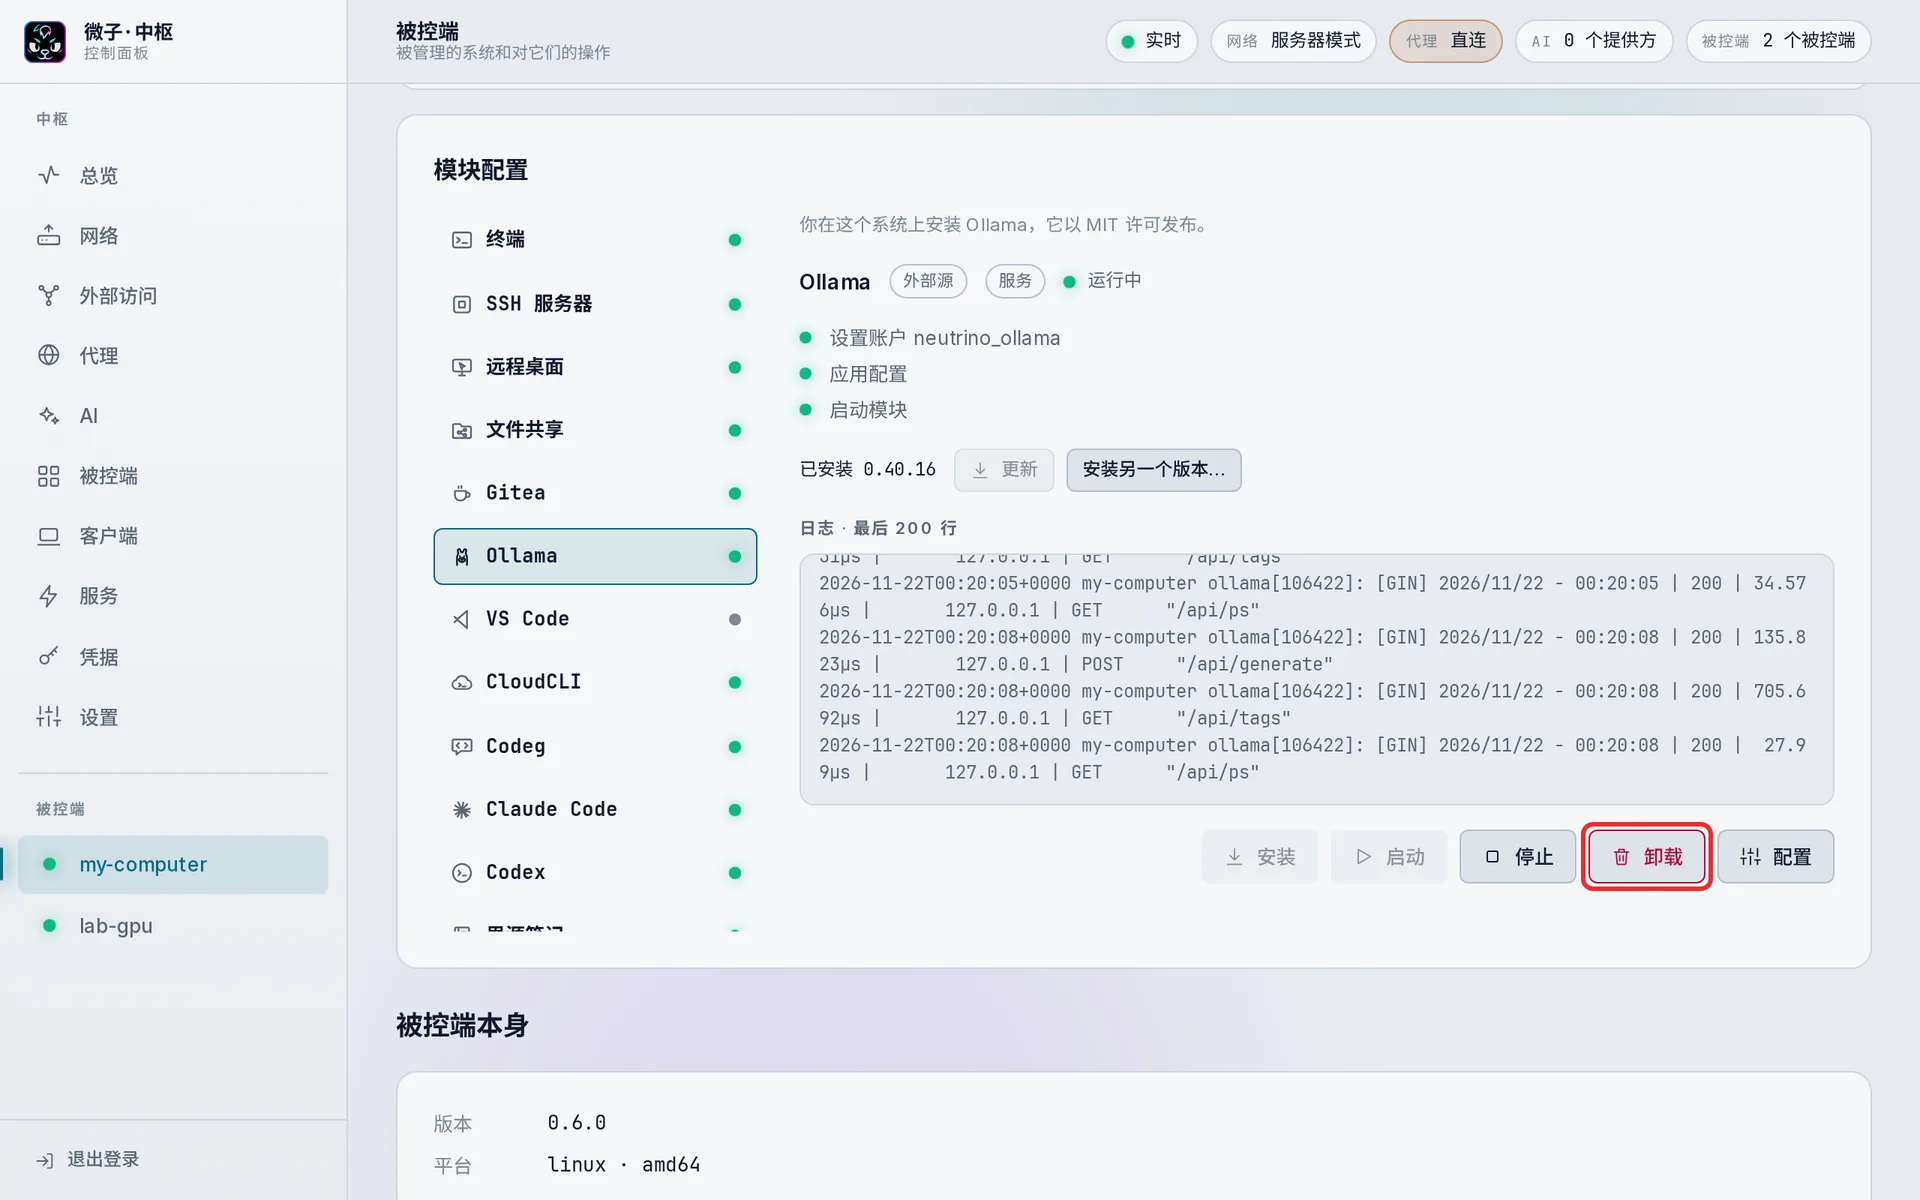 微子·中枢
控制面板
中枢
总览
网络
外部访问
代理
AI
被控端
客户端
服务
凭据
设置
被控端
my-computer
lab-gpu
退出登录
被控端
被管理的系统和对它们的操作
实时
网络 服务器模式
代理 直连
AI 0 个提供方
被控端 2 个被控端
模块配置
终端
SSH 服务器
远程桌面
文件共享
Gitea
Ollama
VS Code
CloudCLI
Codeg
Claude Code
Codex
你在这个系统上安装 Ollama，它以 MIT 许可发布。
Ollama 外部源 服务 运行中
设置账户 neutrino_ollama
应用配置
启动模块
已安装 0.40.16 更新 安装另一个版本...
日志 · 最后 200 行
31µs | 127.0.0.1 | GET "/api/tags"
2026-11-22T00:20:05+0000 my-computer ollama[106422]: [GIN] 2026/11/22 - 00:20:05 | 200 | 34.57
6µs | 127.0.0.1 | GET "/api/ps"
2026-11-22T00:20:08+0000 my-computer ollama[106422]: [GIN] 2026/11/22 - 00:20:08 | 200 | 135.8
23µs | 127.0.0.1 | POST "/api/generate"
2026-11-22T00:20:08+0000 my-computer ollama[106422]: [GIN] 2026/11/22 - 00:20:08 | 200 | 705.6
92µs | 127.0.0.1 | GET "/api/tags"
2026-11-22T00:20:08+0000 my-computer ollama[106422]: [GIN] 2026/11/22 - 00:20:08 | 200 | 27.9
9µs | 127.0.0.1 | GET "/api/ps"
安装 启动 停止 卸载 配置
被控端本身
版本 0.6.0
平台 linux · amd64